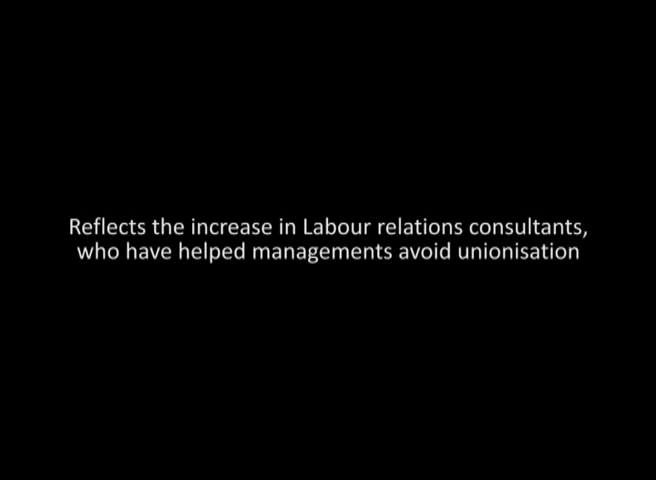 Reflects the increase in Labour relations consultants,
who have helped managements avoid unionisation